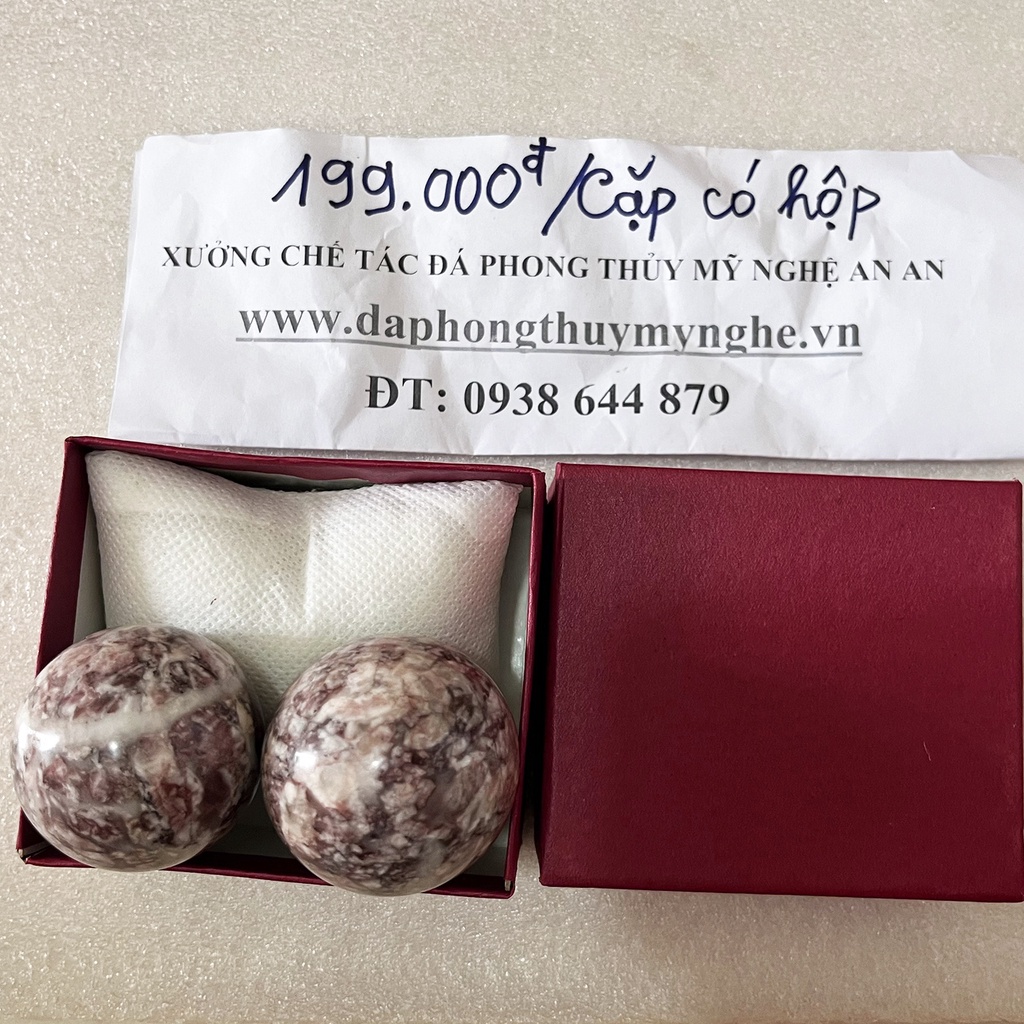 199.000đ/Cặp có hộp
XƯỞNG CHẾ TÁC ĐÁ PHONG THỦY MỸ NGHỆ AN AN
www.daphongthuymynghe.vn
ĐT: 0938 644 879